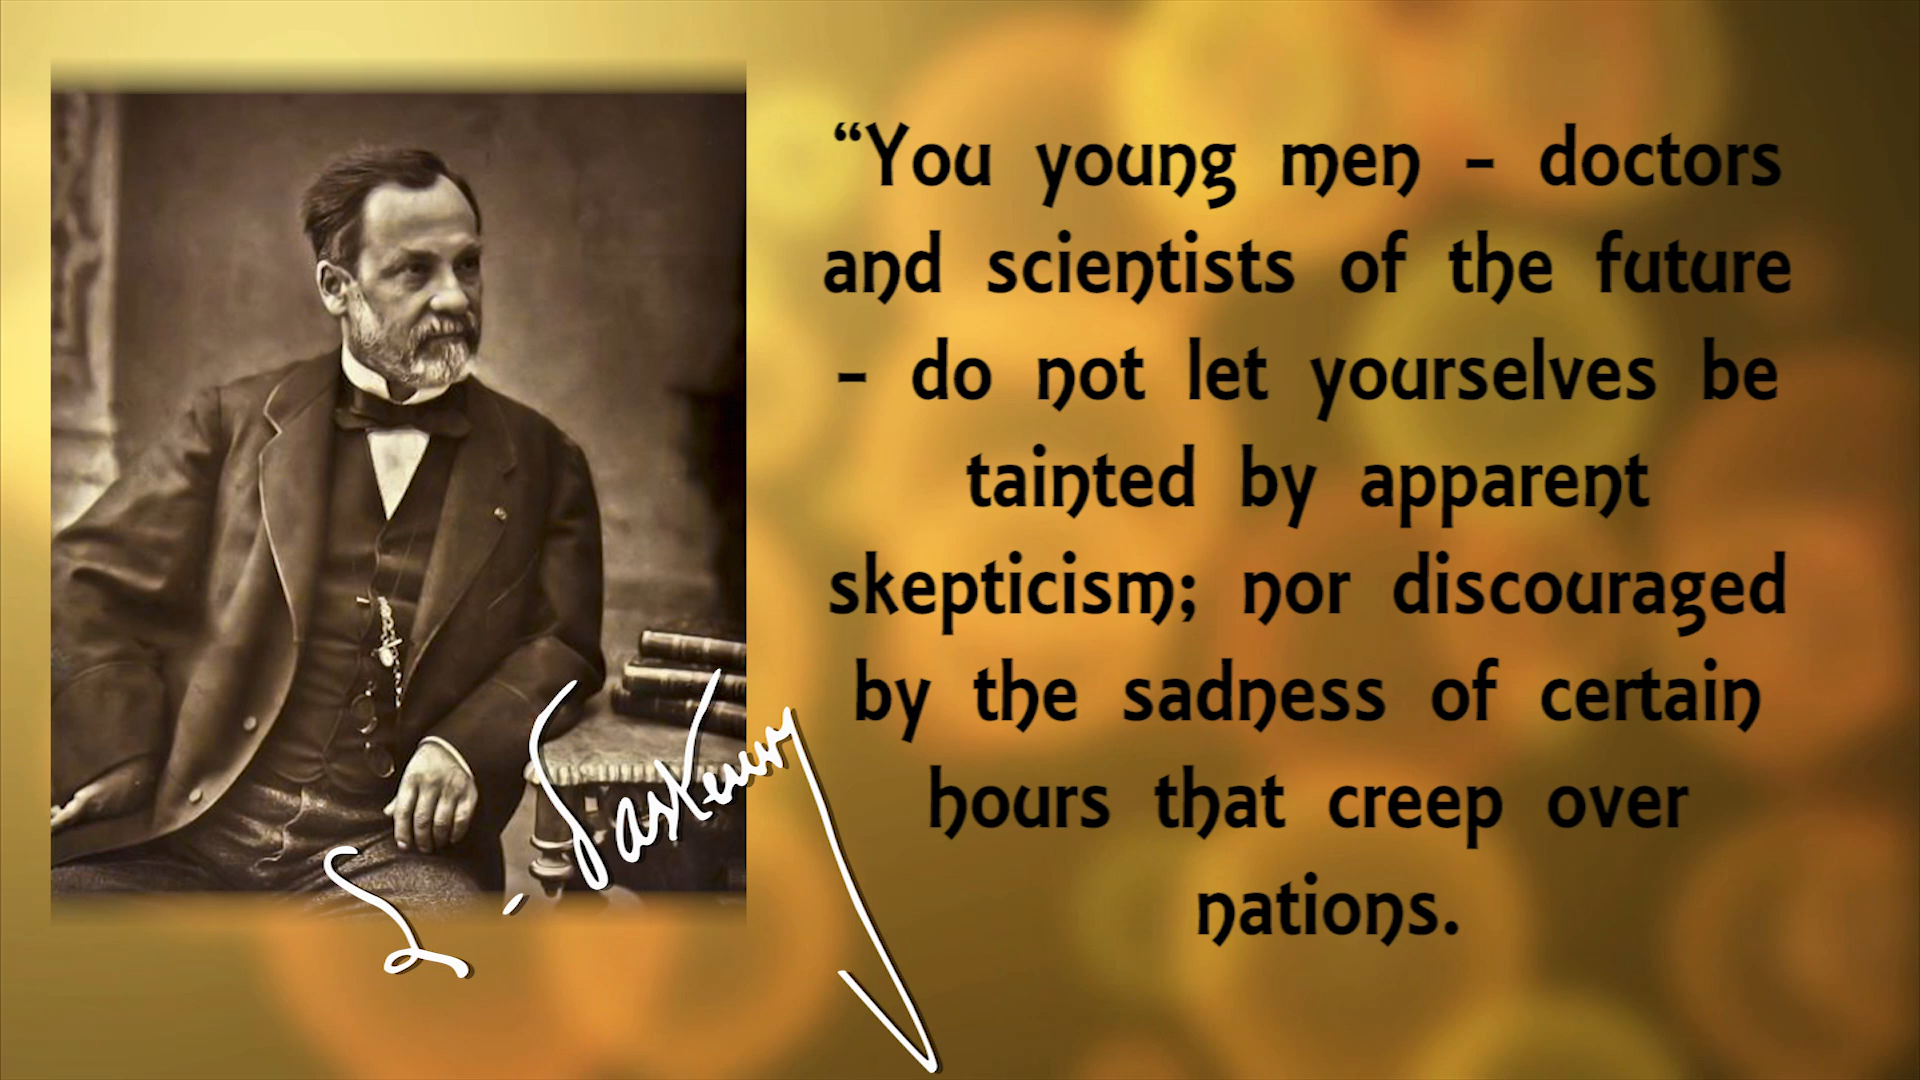 “You young men - doctors
and scientists of the future
- do not let yourselves be
tainted by apparent
skepticism; nor discouraged
by the sadness of certain
hours that creep over
nations.
L. Pasteur